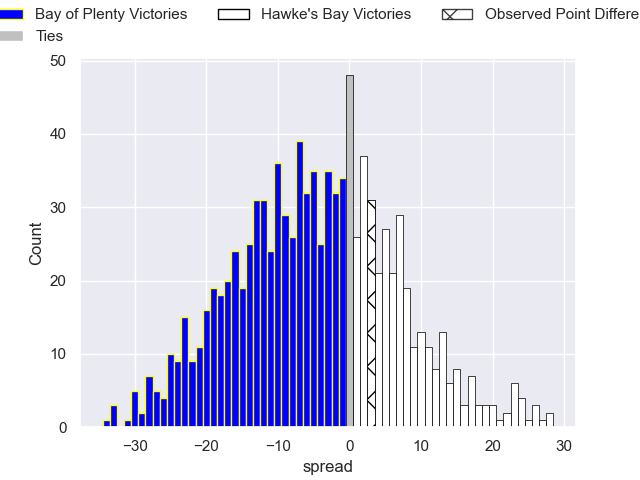 Bay of Plenty Victories Hawke's Bay Victories Observed Point Differe
Ties
50
40
30
20
10
0
Count
−30 −20 −10 0 10 20 30
spread